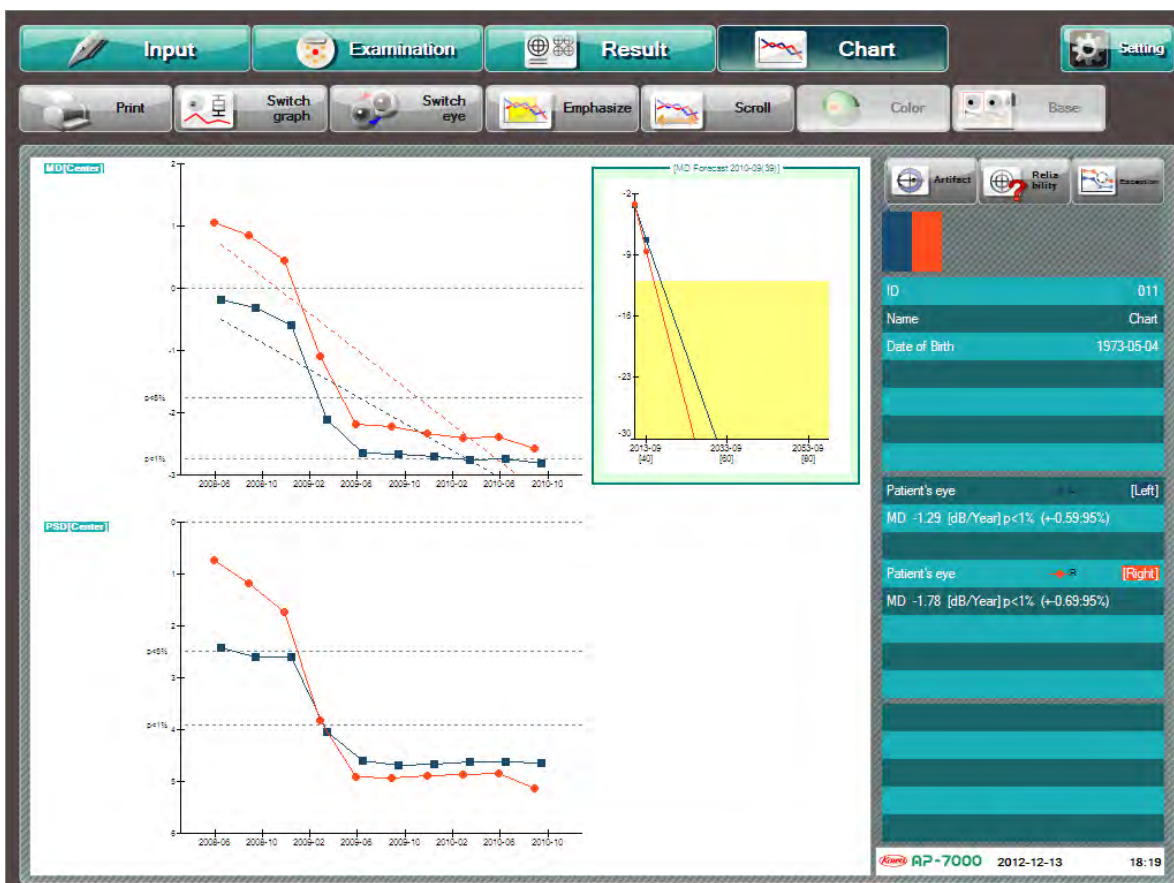 Input Examination Result Chart Setting
Print Switch graph Switch eye Emphasize Scroll Color Base
MD[Center]
2
1
0
-1
p<5%
-2
p<1%
-3
2008-06 2008-10 2009-02 2009-06 2009-10 2010-02 2010-06 2010-10
[MD Forecast 2010-09(39)]
-2
-9
-16
-23
-30
2013-09 2033-09 2053-09
[40] [60] [80]
PSD[Center]
0
1
2
p<5%
3
p<1%
4
5
6
2008-06 2008-10 2009-02 2009-06 2009-10 2010-02 2010-06 2010-10
Artifact Relia bility Exception
ID 011
Name Chart
Date of Birth 1973-05-04
Patient's eye L [Left]
MD -1.29 [dB/Year] p<1% (+-0.59:95%)
Patient's eye R [Right]
MD -1.78 [dB/Year] p<1% (+-0.69:95%)
Kowa AP-7000 2012-12-13 18:19